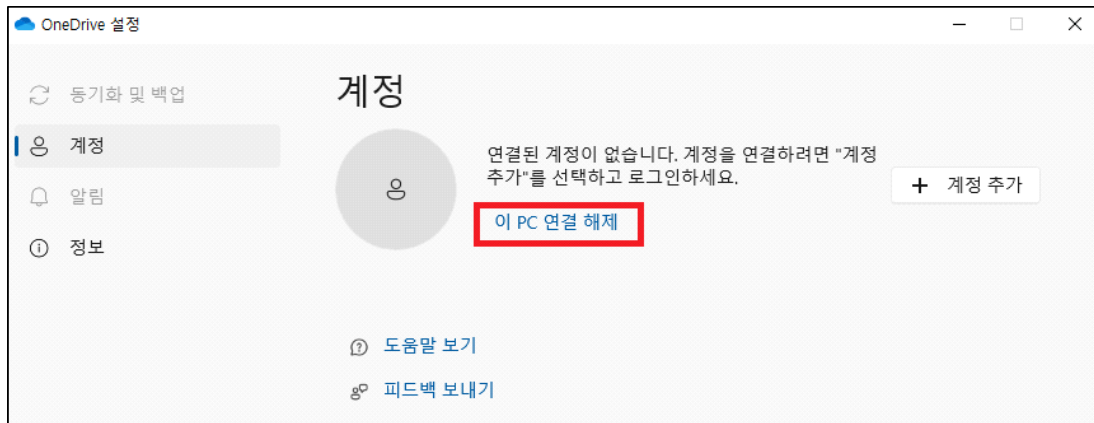 OneDrive 설정
동기화 및 백업
계정
알림
정보
계정
연결된 계정이 없습니다. 계정을 연결하려면 "계정
추가"를 선택하고 로그인하세요.
이 PC 연결 해제
계정 추가
도움말 보기
피드백 보내기